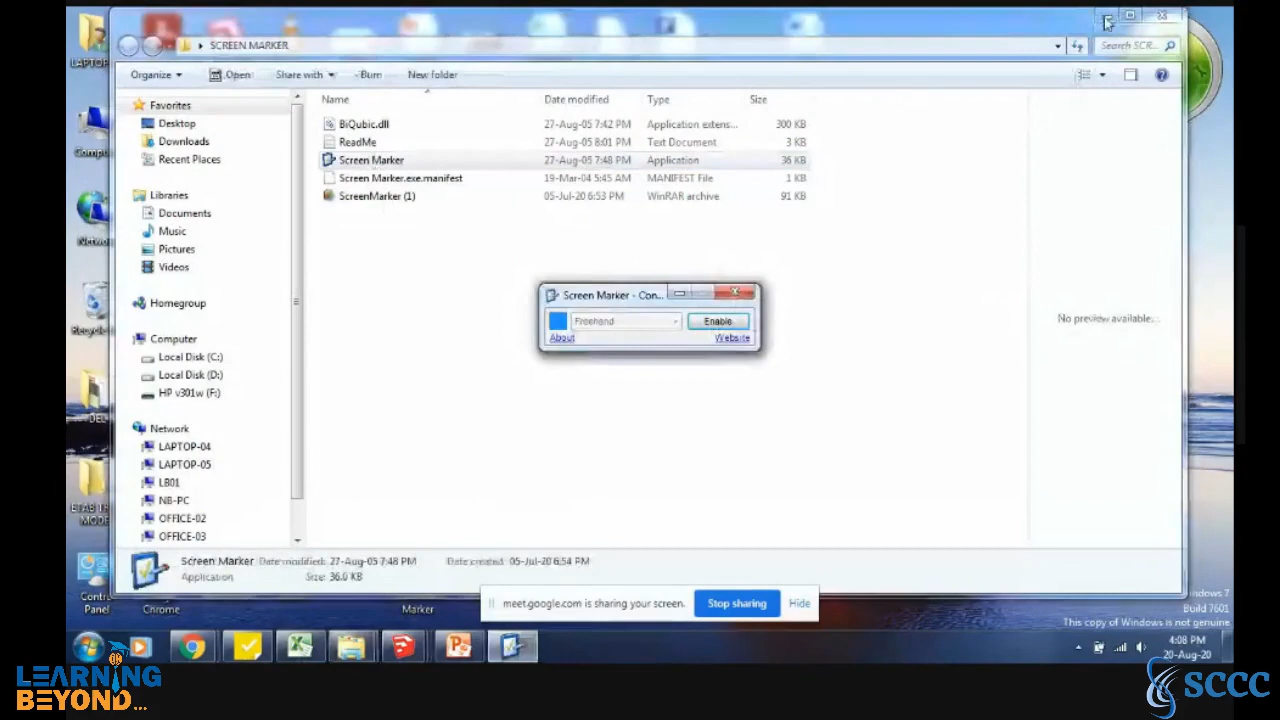 SCREEN MARKER
Search SCR...
Organize
Open
Share with
Burn
New folder
Name
Date modified
Type
Size
Favorites
Desktop
Downloads
Recent Places
Libraries
Documents
Music
Pictures
Videos
Homegroup
Computer
Local Disk (C:)
Local Disk (D:)
HP v301w (F:)
Network
LAPTOP-04
LAPTOP-05
LB01
NB-PC
OFFICE-02
OFFICE-03
BiQubic.dll 27-Aug-05 7:42 PM Application extens... 300 KB
ReadMe 27-Aug-05 8:01 PM Text Document 3 KB
Screen Marker 27-Aug-05 7:48 PM Application 36 KB
Screen Marker.exe.manifest 19-Mar-04 5:45 AM MANIFEST File 1 KB
ScreenMarker (1) 05-Jul-20 6:53 PM WinRAR archive 91 KB
Screen Marker - Con...
Freehand
Enable
About
Website
No preview available...
Screen Marker Date modified: 27-Aug-05 7:48 PM Date created: 05-Jul-20 6:54 PM
Application Size: 36.0 KB
meet.google.com is sharing your screen.
Stop sharing
Hide
Panel
Chrome
Marker
Build 7601
This copy of Windows is not genuine
4:08 PM
20-Aug-20
LEARNING
BEYOND...
SCCC